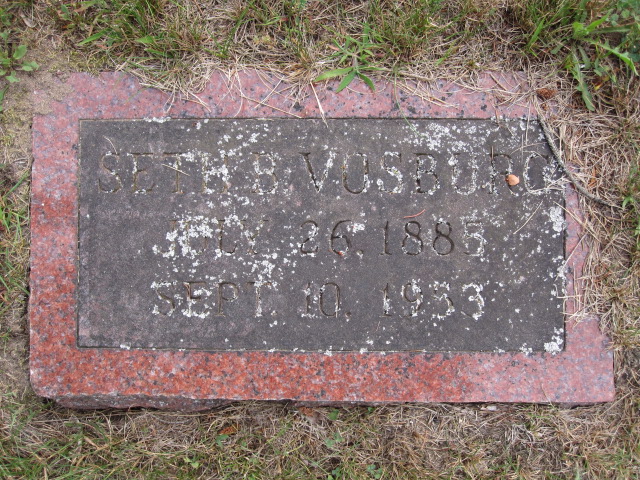 SETH B. VOSBURG
JULY 26, 1885
SEPT. 10, 1953